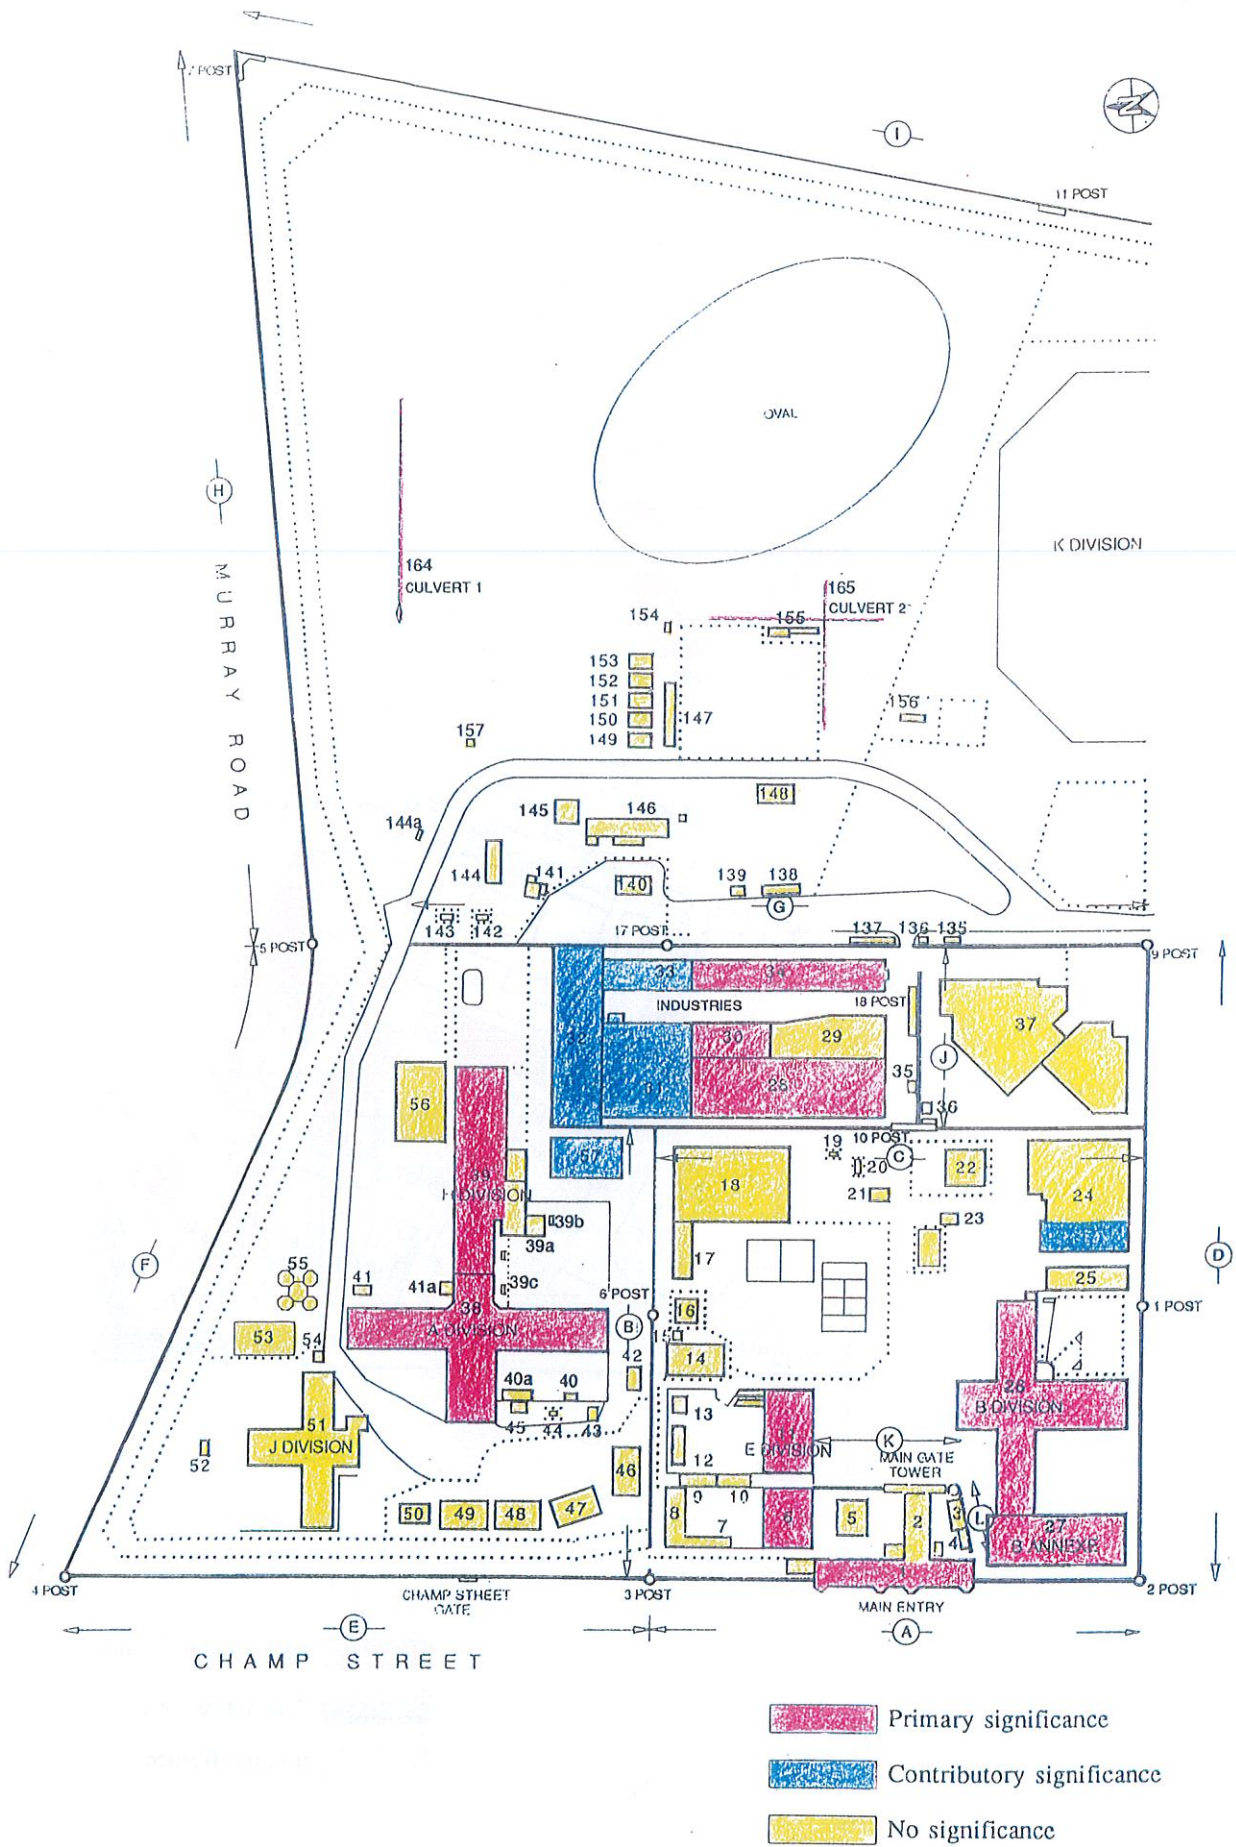 7 POST
N
I
11 POST
OVAL
K DIVISION
H
MURRAY ROAD
164
CULVERT 1
165
CULVERT 2
154
155
153
152
151
150
149
147
156
157
148
145
146
144a
144
141
140
139
138
G
143
142
17 POST
137
136
135
5 POST
9 POST
33
34
INDUSTRIES
18 POST
32
30
29
37
31
28
35
J
36
56
10 POST
57
19
C
20
18
21
22
24
39
H DIVISION
39b
39a
23
D
17
F
55
41
41a
39c
25
6 POST
16
1 POST
53
38
A DIVISION
B
15
54
42
14
40a
40
26
B DIVISION
45
44
43
13
11
E DIVISION
51
J DIVISION
K
MAIN GATE
TOWER
52
12
46
9
10
50
49
48
47
8
7
6
5
2
3
L
4
27
B ANNEXE
1
4 POST
CHAMP STREET
GATE
3 POST
MAIN ENTRY
2 POST
E
A
CHAMP STREET
Primary significance
Contributory significance
No significance